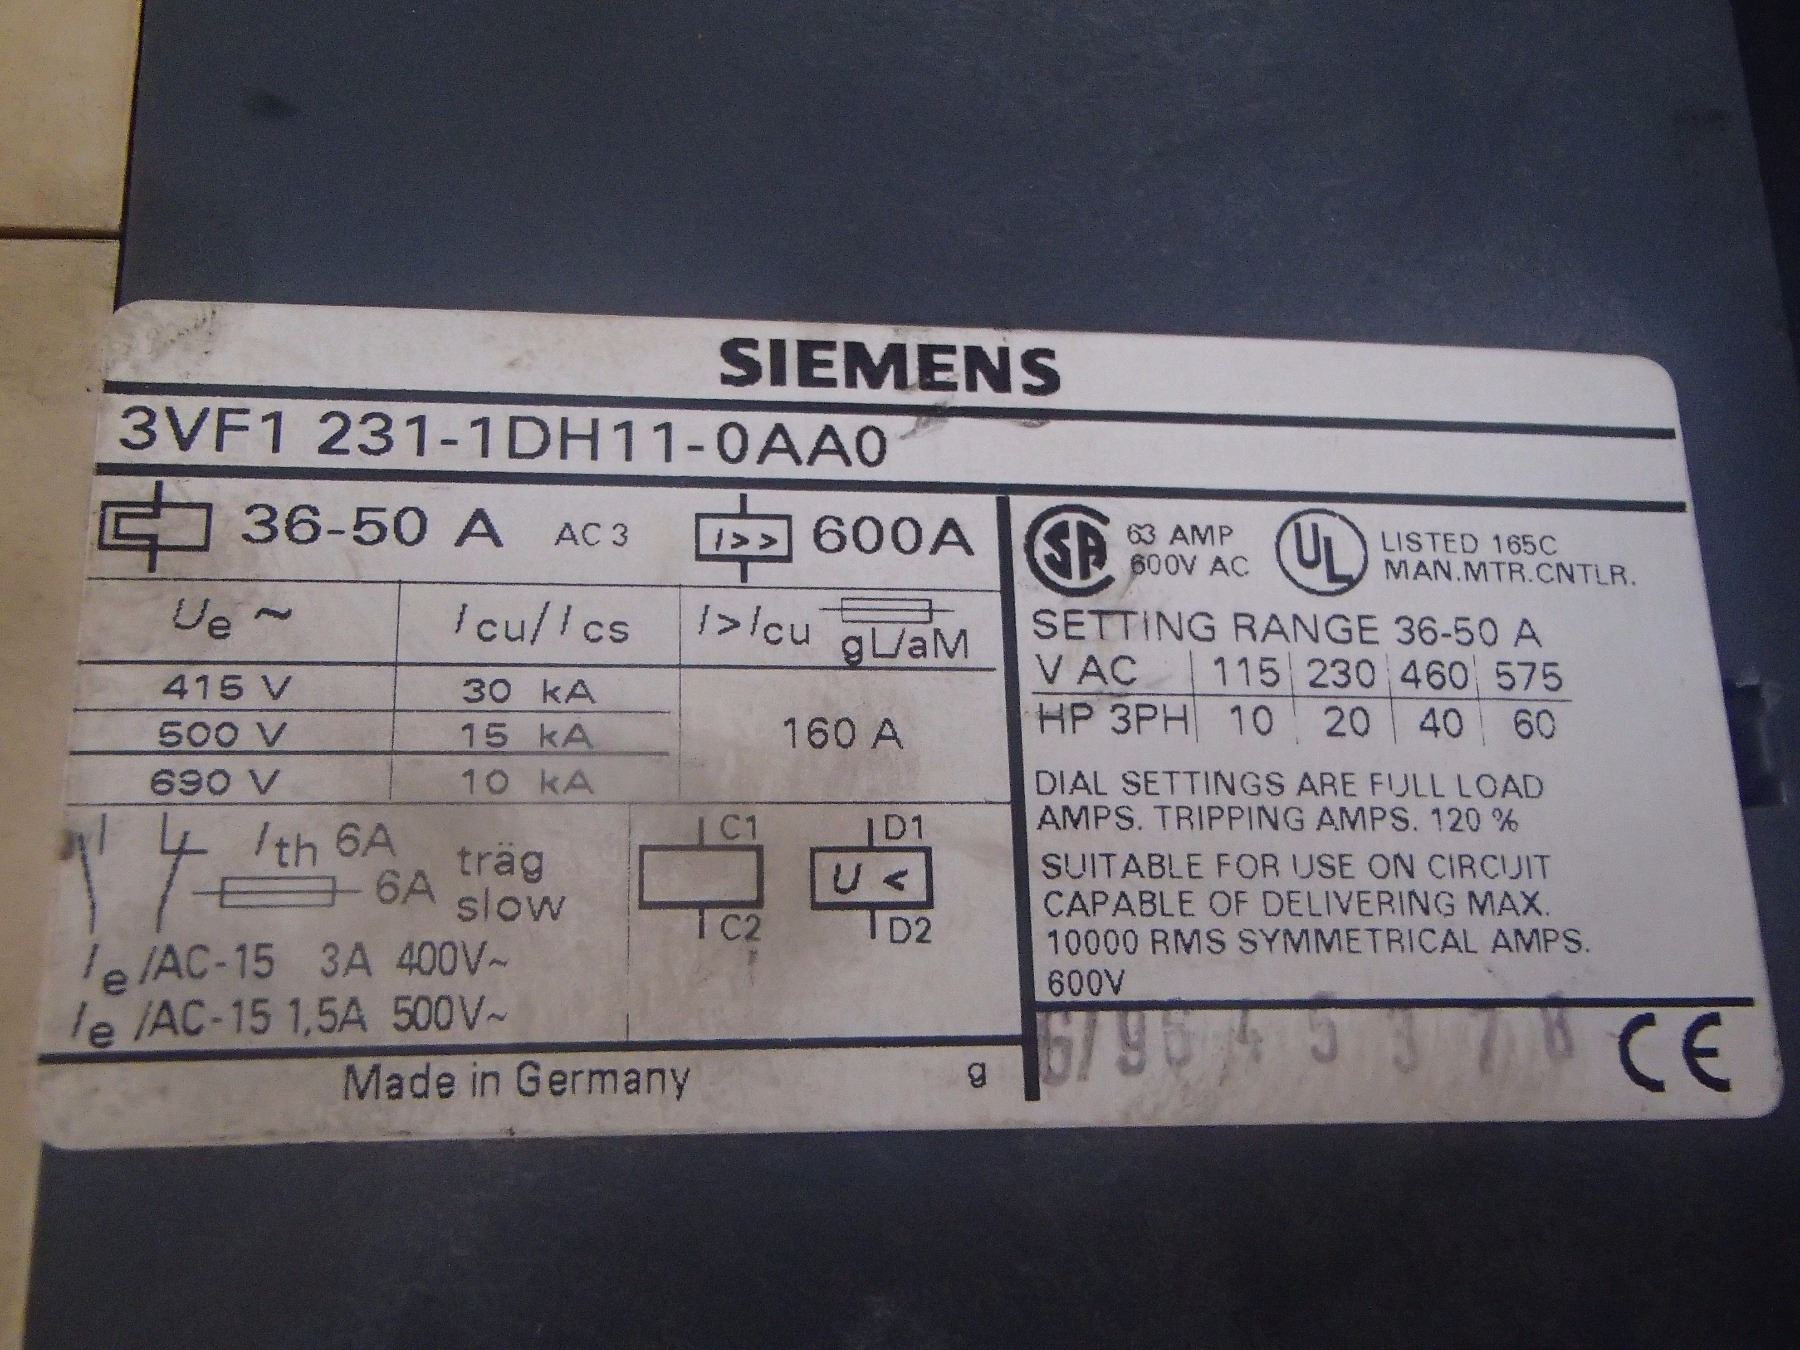 SIEMENS
3VF1 231-1DH11-0AA0
36-50 A AC 3 I>> 600A
Ue ~ Icu/Ics I>Icu gL/aM
415 V 30 kA
500 V 15 kA 160 A
690 V 10 kA
Ith 6A träg
6A slow
C1 D1
U <
C2 D2
Ie/AC-15 3A 400V~
Ie/AC-15 1,5A 500V~
Made in Germany g
SA 63 AMP
600V AC
UL LISTED 165C
MAN.MTR.CNTLR.
SETTING RANGE 36-50 A
V AC 115 230 460 575
HP 3PH 10 20 40 60
DIAL SETTINGS ARE FULL LOAD
AMPS. TRIPPING AMPS. 120 %
SUITABLE FOR USE ON CIRCUIT
CAPABLE OF DELIVERING MAX.
10000 RMS SYMMETRICAL AMPS.
600V
CE